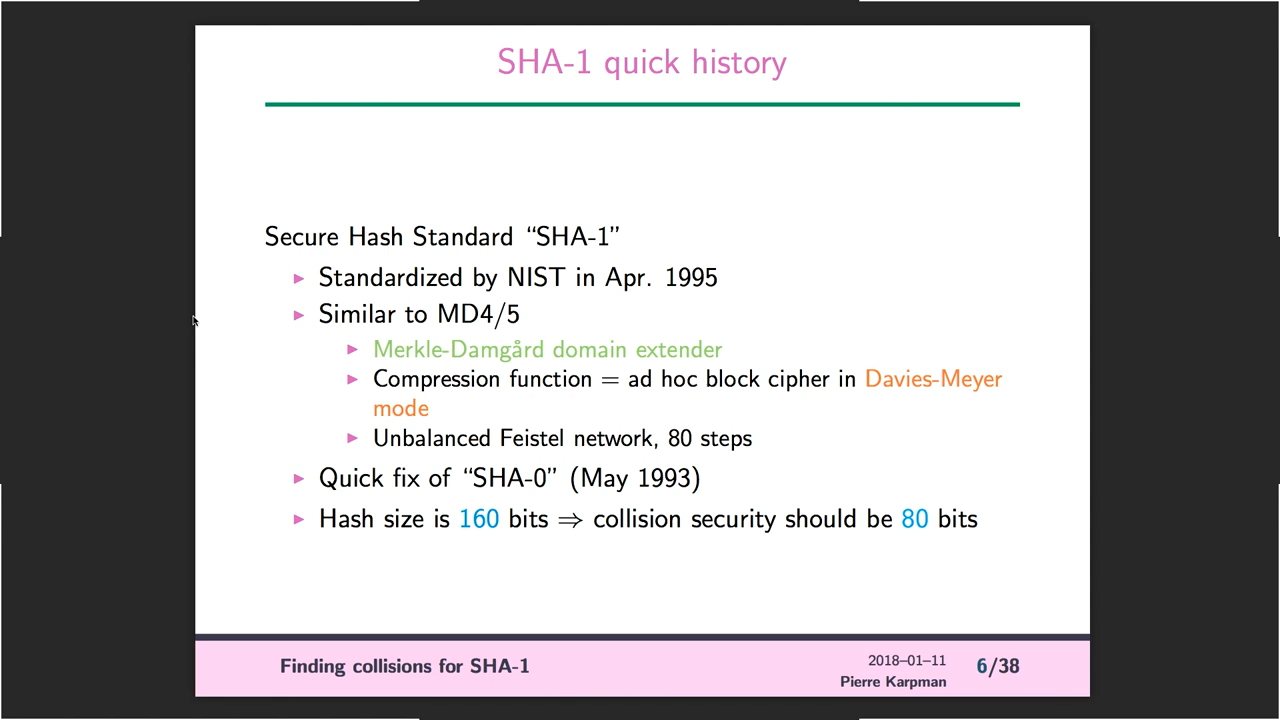 SHA-1 quick history
Secure Hash Standard “SHA-1”
Standardized by NIST in Apr. 1995
Similar to MD4/5
Merkle-Damgård domain extender
Compression function = ad hoc block cipher in Davies-Meyer
mode
Unbalanced Feistel network, 80 steps
Quick fix of “SHA-0” (May 1993)
Hash size is 160 bits ⇒ collision security should be 80 bits
Finding collisions for SHA-1
2018–01–11
Pierre Karpman
6/38